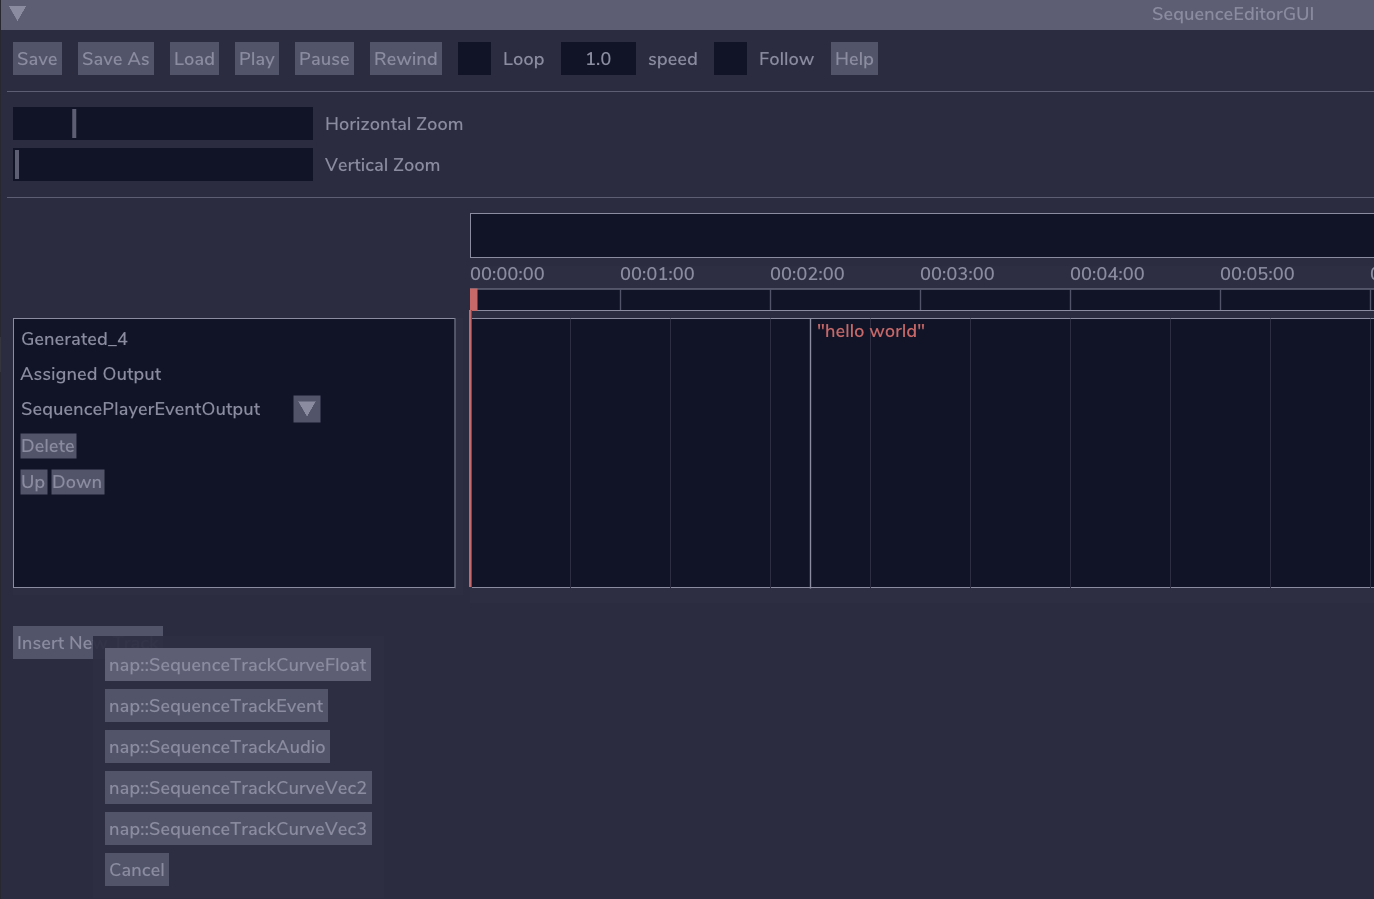 SequenceEditorGUI
Save Save As Load Play Pause Rewind Loop 1.0 speed Follow Help
Horizontal Zoom
Vertical Zoom
00:00:00 00:01:00 00:02:00 00:03:00 00:04:00 00:05:00
"hello world"
Generated_4
Assigned Output
SequencePlayerEventOutput
Delete
Up Down
Insert New Track
nap::SequenceTrackCurveFloat
nap::SequenceTrackEvent
nap::SequenceTrackAudio
nap::SequenceTrackCurveVec2
nap::SequenceTrackCurveVec3
Cancel